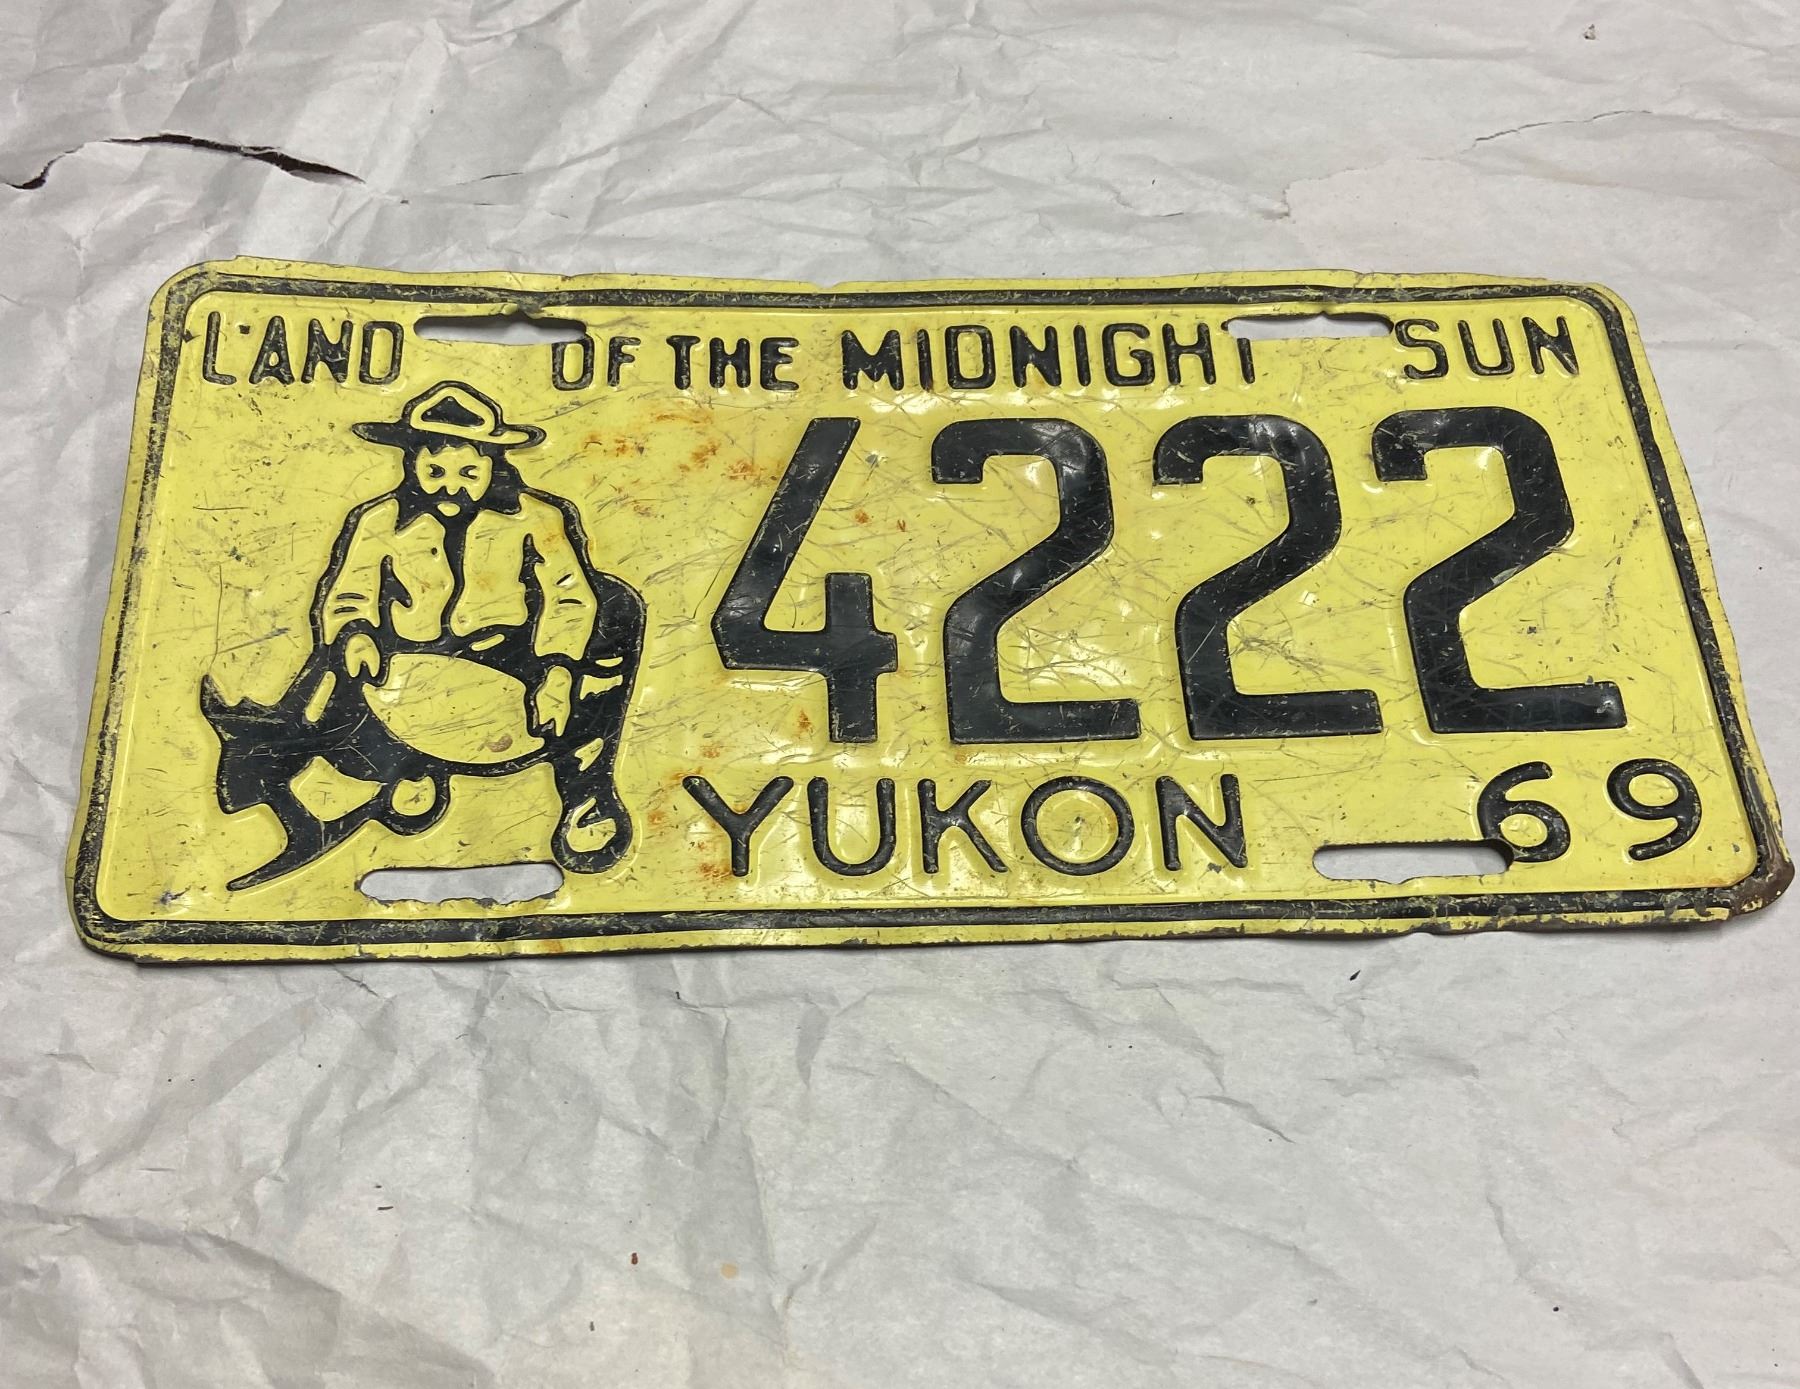 LAND OF THE MIDNIGHT SUN
4222
YUKON 69